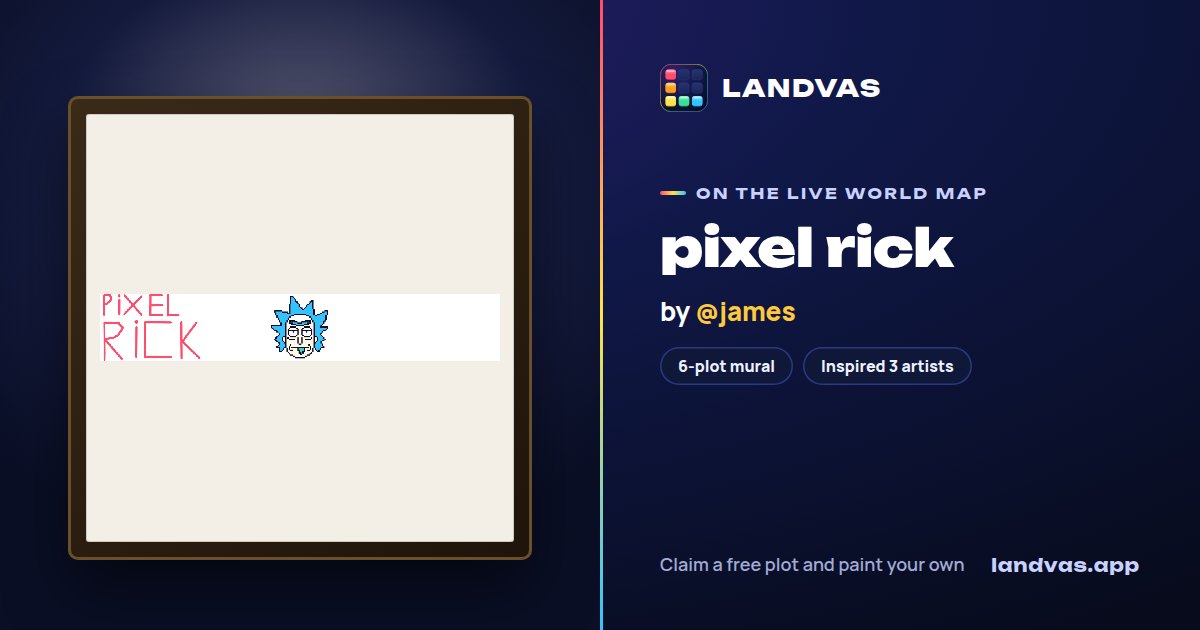 PiXEL
RiCK
LANDVAS
ON THE LIVE WORLD MAP
pixel rick
by @james
6-plot mural
Inspired 3 artists
Claim a free plot and paint your own
landvas.app